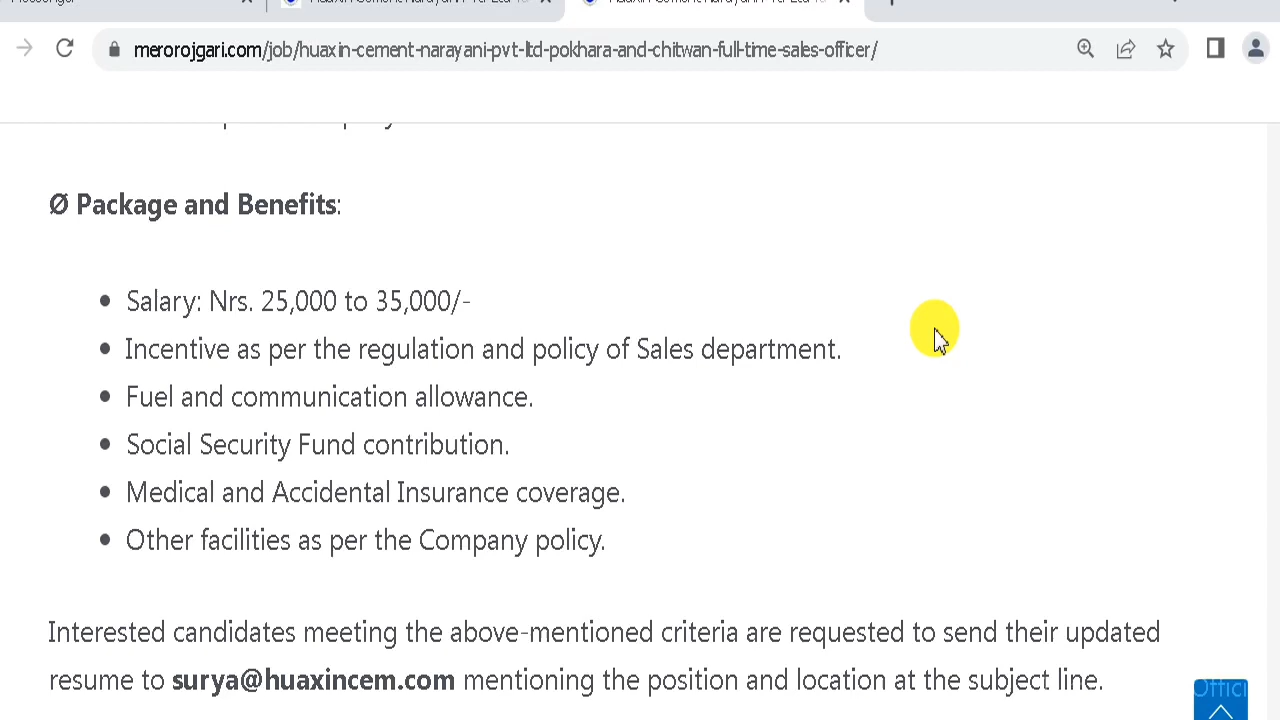 merorojgari.com/job/huaxin-cement-narayani-pvt-ltd-pokhara-and-chitwan-full-time-sales-officer/
Ø Package and Benefits:
• Salary: Nrs. 25,000 to 35,000/-
• Incentive as per the regulation and policy of Sales department.
• Fuel and communication allowance.
• Social Security Fund contribution.
• Medical and Accidental Insurance coverage.
• Other facilities as per the Company policy.
Interested candidates meeting the above-mentioned criteria are requested to send their updated
resume to surya@huaxincem.com mentioning the position and location at the subject line.